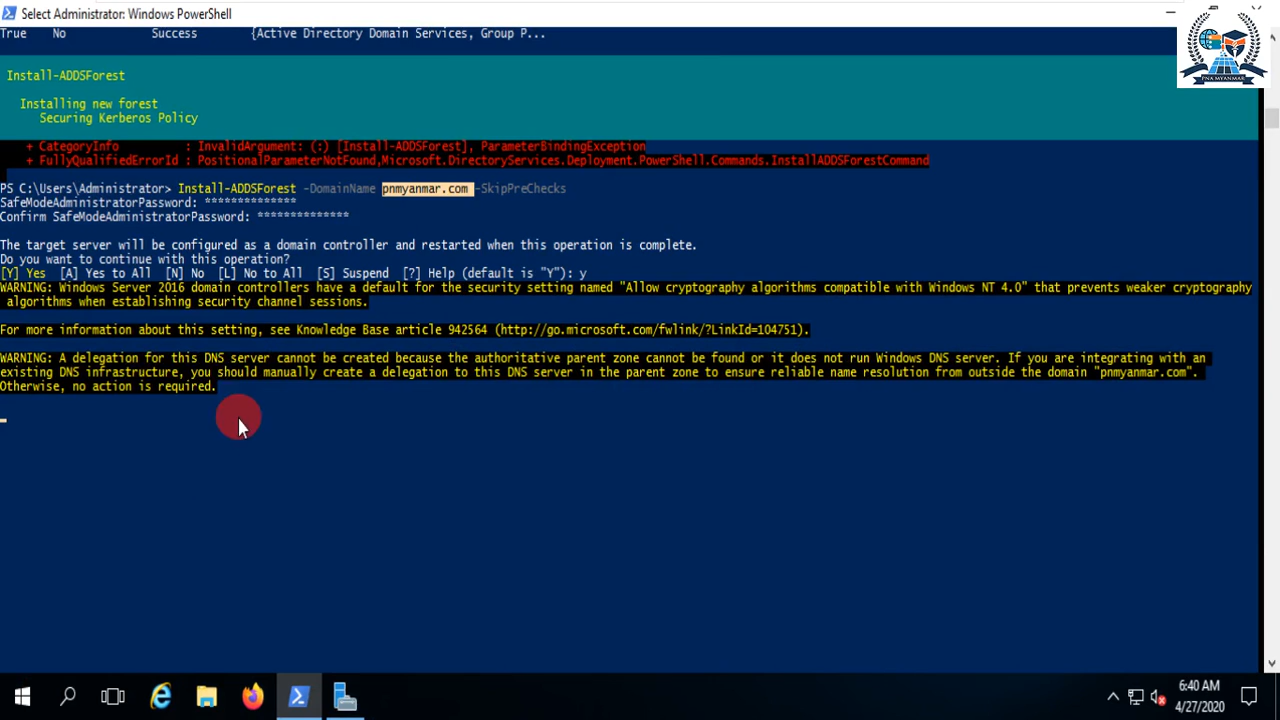 Select Administrator: Windows PowerShell
True No Success {Active Directory Domain Services, Group P...
Install-ADDSForest
Installing new forest
Securing Kerberos Policy
+ CategoryInfo : InvalidArgument: (:) [Install-ADDSForest], ParameterBindingException
+ FullyQualifiedErrorId : PositionalParameterNotFound,Microsoft.DirectoryServices.Deployment.PowerShell.Commands.InstallADDSForestCommand
PS C:\Users\Administrator> Install-ADDSForest -DomainName pnmyanmar.com -SkipPreChecks
SafeModeAdministratorPassword: **************
Confirm SafeModeAdministratorPassword: **************
The target server will be configured as a domain controller and restarted when this operation is complete.
Do you want to continue with this operation?
[Y] Yes [A] Yes to All [N] No [L] No to All [S] Suspend [?] Help (default is "Y"): y
WARNING: Windows Server 2016 domain controllers have a default for the security setting named "Allow cryptography algorithms compatible with Windows NT 4.0" that prevents weaker cryptography
algorithms when establishing security channel sessions.
For more information about this setting, see Knowledge Base article 942564 (http://go.microsoft.com/fwlink/?LinkId=104751).
WARNING: A delegation for this DNS server cannot be created because the authoritative parent zone cannot be found or it does not run Windows DNS server. If you are integrating with an
existing DNS infrastructure, you should manually create a delegation to this DNS server in the parent zone to ensure reliable name resolution from outside the domain "pnmyanmar.com".
Otherwise, no action is required.
PNA MYANMAR
6:40 AM
4/27/2020